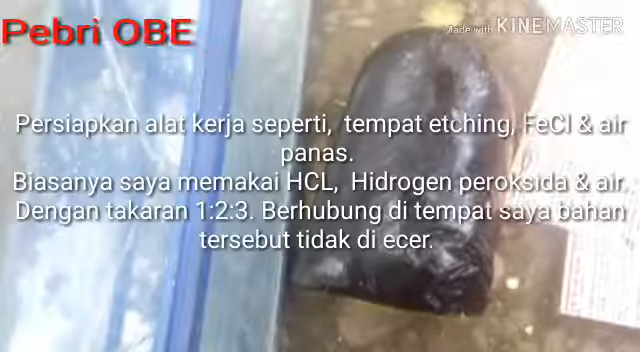 Pebri OBE
Made with KINEMASTER
Persiapkan alat kerja seperti,  tempat etching, FeCl & air
panas.
Biasanya saya memakai HCL,  Hidrogen peroksida & air.
Dengan takaran 1:2:3. Berhubung di tempat saya bahan
tersebut tidak di ecer.